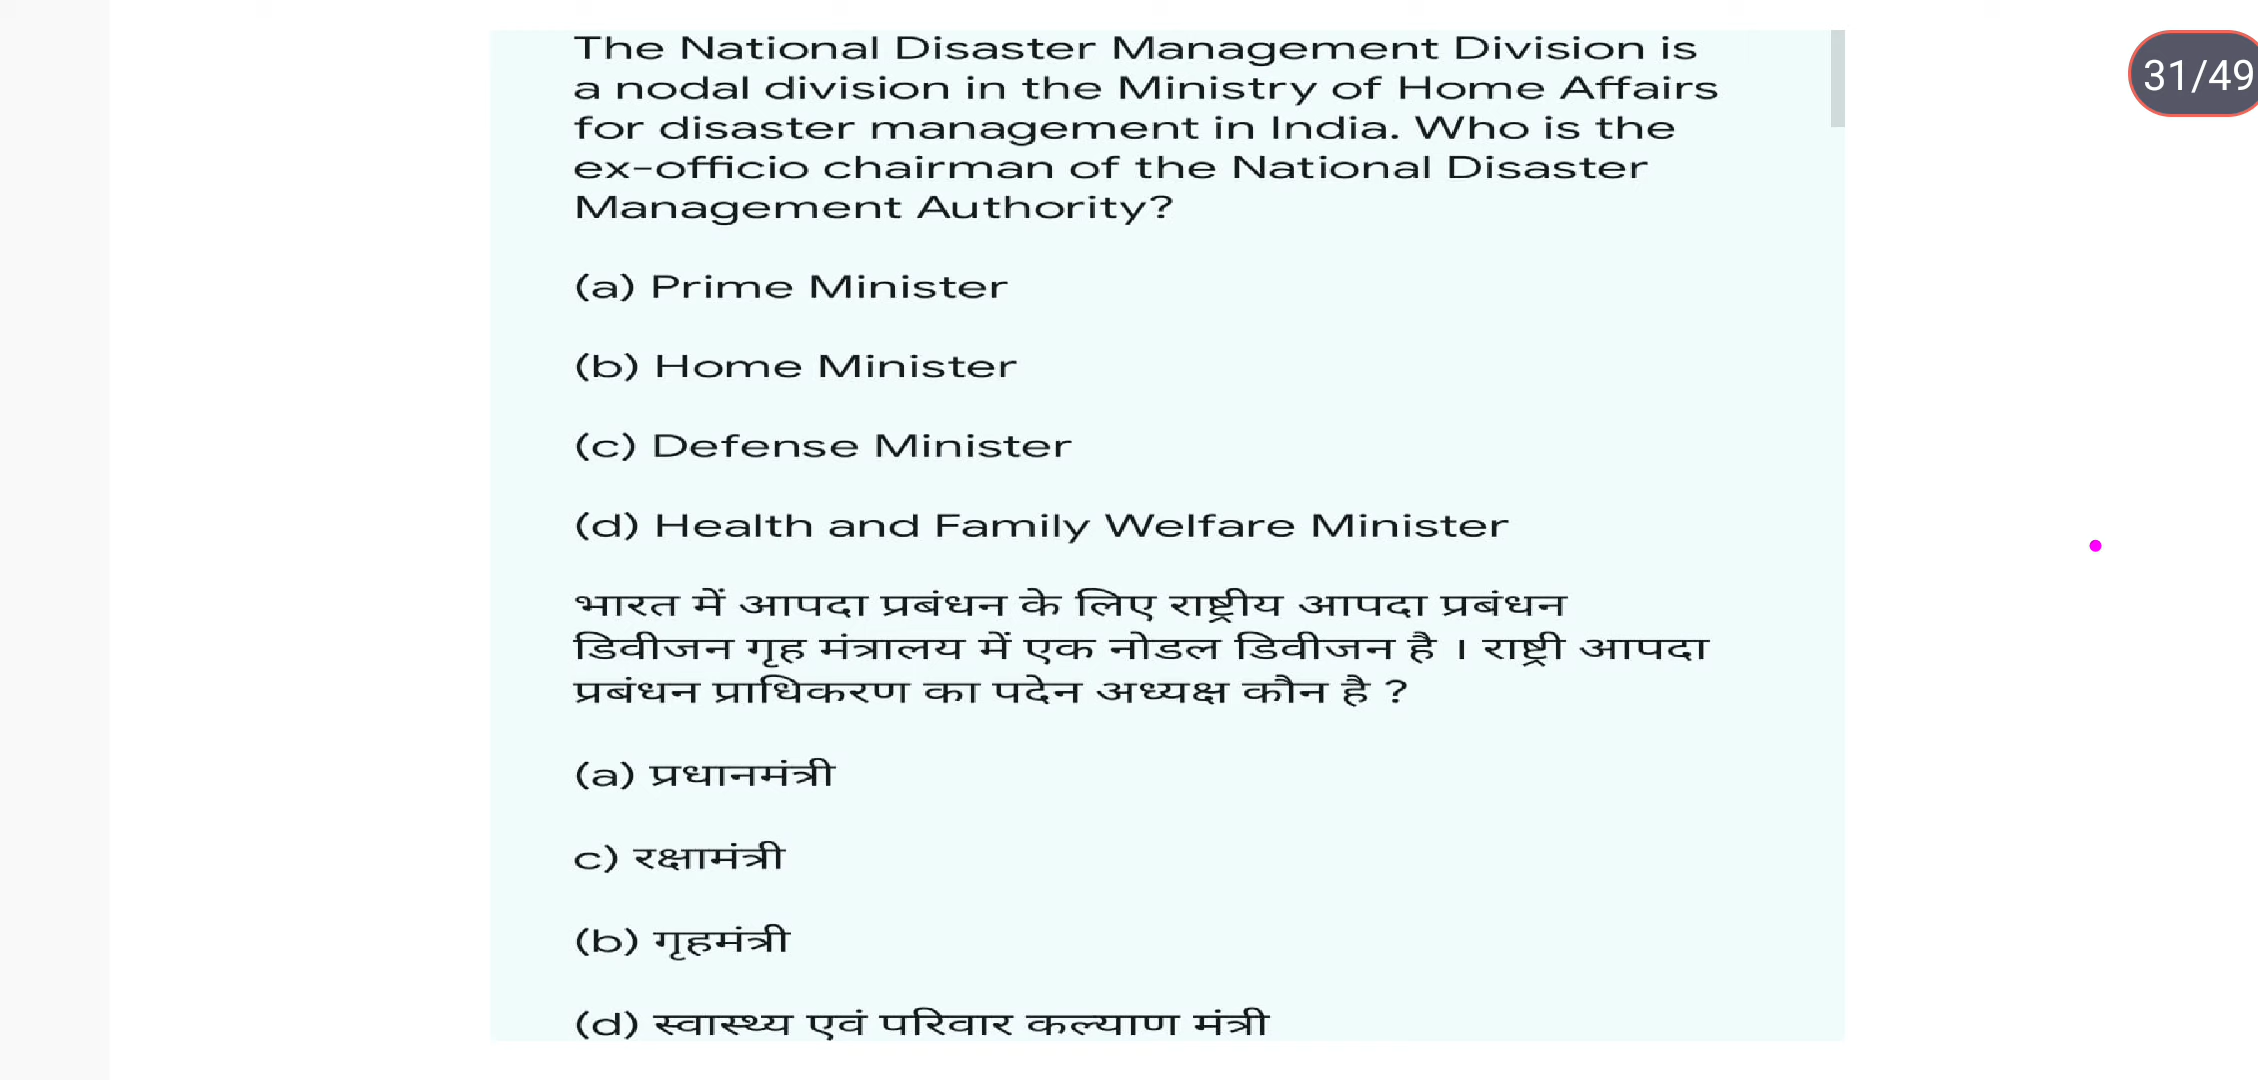 The National Disaster Management Division is
a nodal division in the Ministry of Home Affairs
for disaster management in India. Who is the
ex-officio chairman of the National Disaster
Management Authority?
(a) Prime Minister
(b) Home Minister
(c) Defense Minister
(d) Health and Family Welfare Minister
भारत में आपदा प्रबंधन के लिए राष्ट्रीय आपदा प्रबंधन
डिवीजन गृह मंत्रालय में एक नोडल डिवीजन है । राष्ट्री आपदा
प्रबंधन प्राधिकरण का पदेन अध्यक्ष कौन है ?
(a) प्रधानमंत्री
c) रक्षामंत्री
(b) गृहमंत्री
(d) स्वास्थ्य एवं परिवार कल्याण मंत्री
31/49